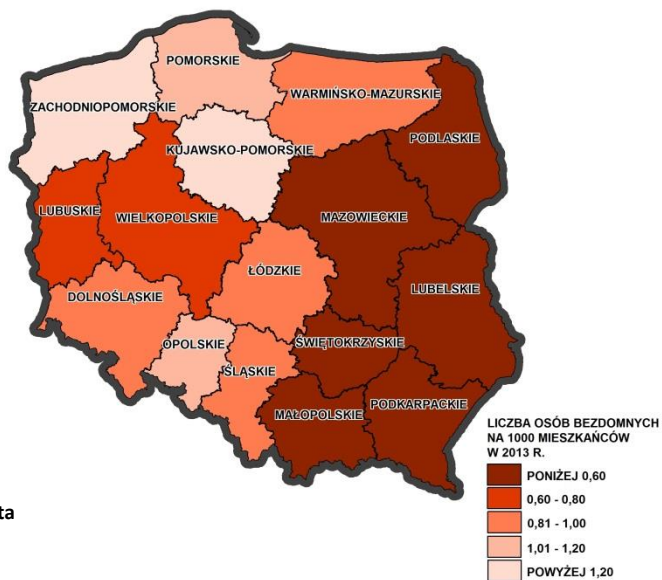 POMORSKIE
WARMIŃSKO-MAZURSKIE
ZACHODNIOPOMORSKIE
PODLASKIE
KUJAWSKO-POMORSKIE
LUBUSKIE
WIELKOPOLSKIE
MAZOWIECKIE
ŁÓDZKIE
LUBELSKIE
DOLNOŚLĄSKIE
OPOLSKIE
ŚWIĘTOKRZYSKIE
ŚLĄSKIE
PODKARPACKIE
MAŁOPOLSKIE
LICZBA OSÓB BEZDOMNYCH
NA 1000 MIESZKAŃCÓW
W 2013 R.
PONIŻEJ 0,60
0,60 - 0,80
ta
0,81 - 1,00
1,01 - 1,20
POWYŻEJ 1,20